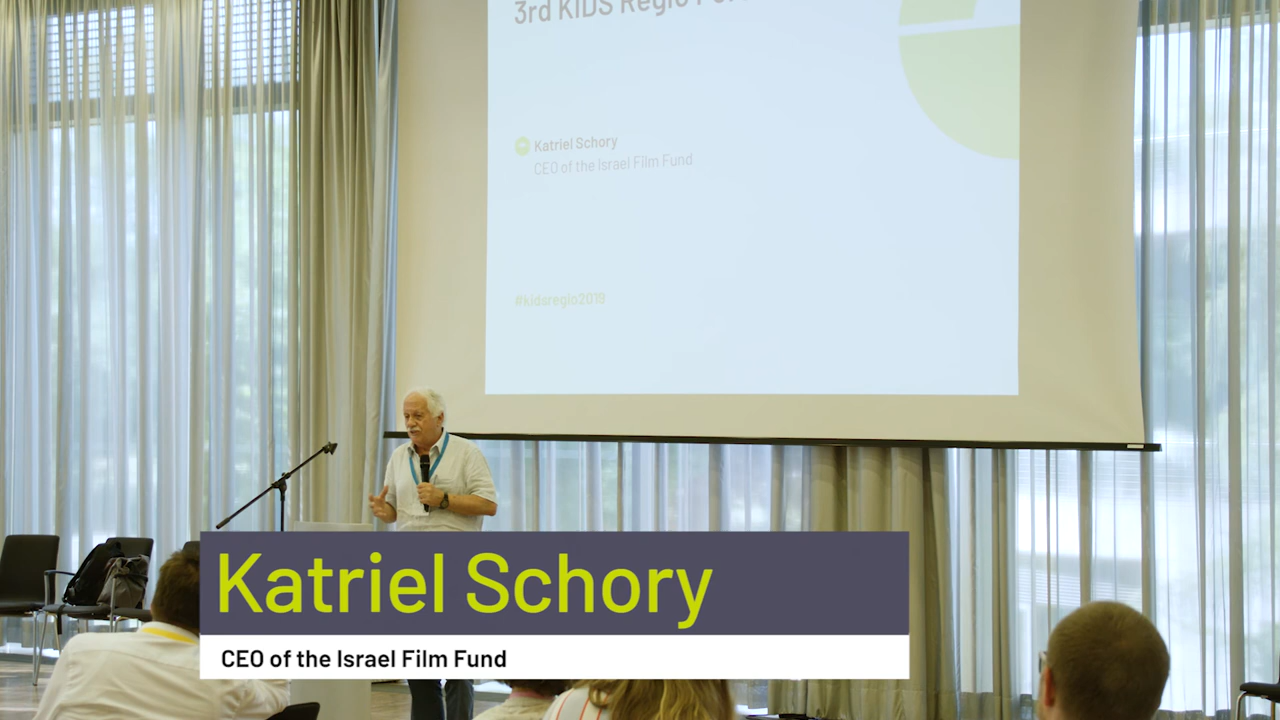 3rd KIDS Regio
Katriel Schory
CEO of the Israel Film Fund
#kidsregio2019
Katriel Schory
CEO of the Israel Film Fund